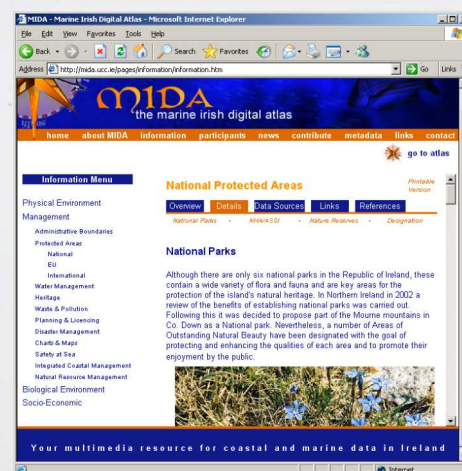 MIDA - Marine Irish Digital Atlas - Microsoft Internet Explorer
File Edit View Favorites Tools Help
Back Search Favorites
Address http://mida.ucc.ie/pages/information/information.htm Go Links
MIDA
the marine irish digital atlas
home about MIDA information participants news contribute metadata links contact
go to atlas
Information Menu
Physical Environment
Management
Administrative Boundaries
Protected Areas
National
EU
International
Water Management
Heritage
Waste & Pollution
Planning & Licencing
Disaster Management
Charts & Maps
Safety at Sea
Integrated Coastal Management
Natural Resource Management
Biological Environment
Socio-Economic
National Protected Areas
Printable
Version
Overview Details Data Sources Links References
National Parks - NHA/ASSI - Nature Reserves - Designation
National Parks
Although there are only six national parks in the Republic of Ireland, these
contain a wide variety of flora and fauna and are key areas for the
protection of the island's natural heritage. In Northern Ireland in 2002 a
review of the benefits of establishing national parks was carried out.
Following this it was decided to propose part of the Mourne mountains in
Co. Down as a National park. Nevertheless, a number of Areas of
Outstanding Natural Beauty have been designated with the goal of
protecting and enhancing the qualities of each area and to promote their
enjoyment by the public.
Your multimedia resource for coastal and marine data in Ireland
Internet